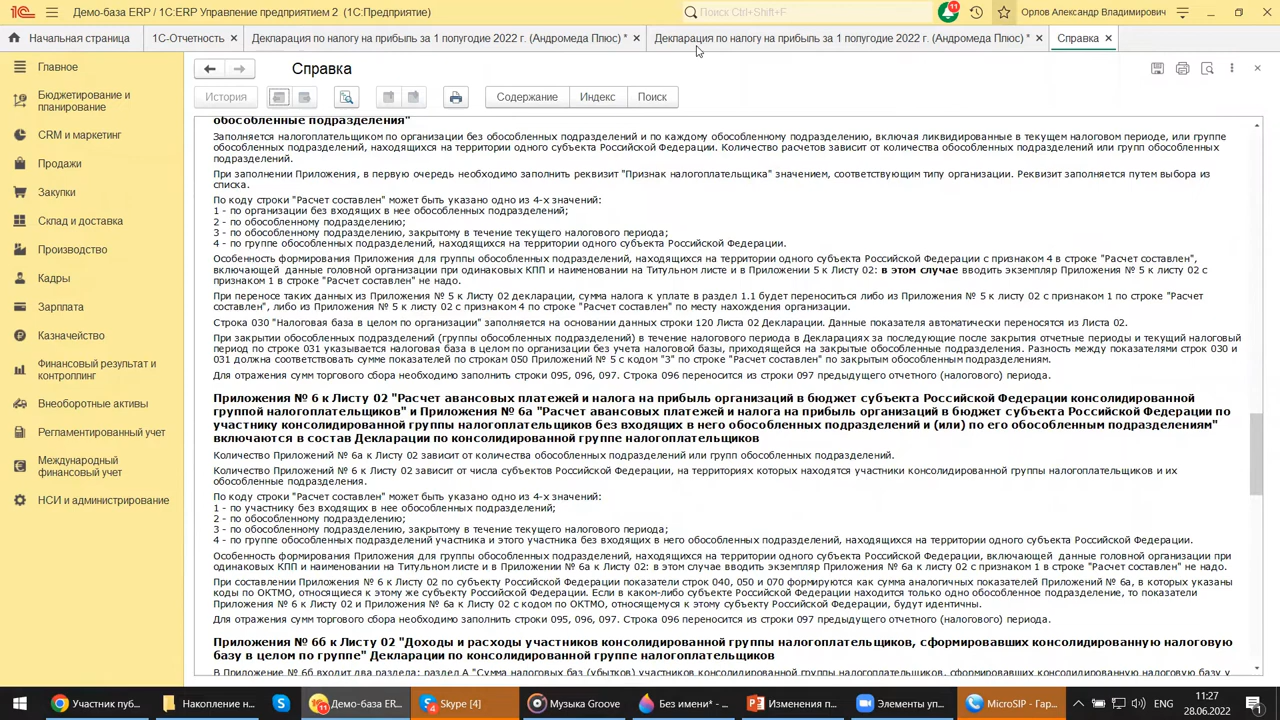 Демо-база ERP / 1С:ERP Управление предприятием 2 (1С:Предприятие)
Поиск Ctrl+Shift+F
11
Орлов Александр Владимирович
Начальная страница
1С-Отчетность
Декларация по налогу на прибыль за 1 полугодие 2022 г. (Андромеда Плюс) *
Декларация по налогу на прибыль за 1 полугодие 2022 г. (Андромеда Плюс) *
Справка
Главное
Бюджетирование и
планирование
CRM и маркетинг
Продажи
Закупки
Склад и доставка
Производство
Кадры
Зарплата
Казначейство
Финансовый результат и
контроллинг
Внеоборотные активы
Регламентированный учет
Международный
финансовый учет
НСИ и администрирование
Справка
История
Содержание
Индекс
Поиск
обособленные подразделения"
Заполняется налогоплательщиком по организации без обособленных подразделений и по каждому обособленному подразделению, включая ликвидированные в текущем налоговом периоде, или группе
обособленных подразделений, находящихся на территории одного субъекта Российской Федерации. Количество расчетов зависит от количества обособленных подразделений или групп обособленных
подразделений.
При заполнении Приложения, в первую очередь необходимо заполнить реквизит "Признак налогоплательщика" значением, соответствующим типу организации. Реквизит заполняется путем выбора из
списка.
По коду строки "Расчет составлен" может быть указано одно из 4-х значений:
1 - по организации без входящих в нее обособленных подразделений;
2 - по обособленному подразделению;
3 - по обособленному подразделению, закрытому в течение текущего налогового периода;
4 - по группе обособленных подразделений, находящихся на территории одного субъекта Российской Федерации.
Особенность формирования Приложения для группы обособленных подразделений, находящихся на территории одного субъекта Российской Федерации с признаком 4 в строке "Расчет составлен",
включающей данные головной организации при одинаковых КПП и наименовании на Титульном листе и в Приложении 5 к Листу 02: в этом случае вводить экземпляр Приложения № 5 к листу 02 с
признаком 1 в строке "Расчет составлен" не надо.
При переносе таких данных из Приложения № 5 к Листу 02 декларации, сумма налога к уплате в раздел 1.1 будет переноситься либо из Приложения № 5 к листу 02 с признаком 1 по строке "Расчет
составлен", либо из Приложения № 5 к листу 02 с признаком 4 по строке "Расчет составлен" по месту нахождения организации.
Строка 030 "Налоговая база в целом по организации" заполняется на основании данных строки 120 Листа 02 Декларации. Данные показателя автоматически переносятся из Листа 02.
При закрытии обособленных подразделений (группы обособленных подразделений) в течение налогового периода в Декларациях за последующие после закрытия отчетные периоды и текущий налоговый
период по строке 031 указывается налоговая база в целом по организации без учета налоговой базы, приходящейся на закрытые обособленные подразделения. Разность между показателями строк 030 и
031 должна соответствовать сумме показателей по строкам 050 Приложений № 5 с кодом "3" по строке "Расчет составлен" по закрытым обособленным подразделениям.
Для отражения сумм торгового сбора необходимо заполнить строки 095, 096, 097. Строка 096 переносится из строки 097 предыдущего отчетного (налогового) периода.
Приложения № 6 к Листу 02 "Расчет авансовых платежей и налога на прибыль организаций в бюджет субъекта Российской Федерации консолидированной
группой налогоплательщиков" и Приложения № 6а "Расчет авансовых платежей и налога на прибыль организаций в бюджет субъекта Российской Федерации по
участнику консолидированной группы налогоплательщиков без входящих в него обособленных подразделений и (или) по его обособленным подразделениям"
включаются в состав Декларации по консолидированной группе налогоплательщиков
Количество Приложений № 6а к Листу 02 зависит от количества обособленных подразделений или групп обособленных подразделений.
Количество Приложений № 6 к Листу 02 зависит от числа субъектов Российской Федерации, на территориях которых находятся участники консолидированной группы налогоплательщиков и их
обособленные подразделения.
По коду строки "Расчет составлен" может быть указано одно из 4-х значений:
1 - по участнику без входящих в нее обособленных подразделений;
2 - по обособленному подразделению;
3 - по обособленному подразделению, закрытому в течение текущего налогового периода;
4 - по группе обособленных подразделений участника и этого участника без входящих в него обособленных подразделений, находящихся на территории одного субъекта Российской Федерации.
Особенность формирования Приложения для группы обособленных подразделений, находящихся на территории одного субъекта Российской Федерации, включающей данные головной организации при
одинаковых КПП и наименовании на Титульном листе и в Приложении № 6а к Листу 02: в этом случае вводить экземпляр Приложения № 6а к листу 02 с признаком 1 в строке "Расчет составлен" не надо.
При составлении Приложения № 6 к Листу 02 по субъекту Российской Федерации показатели строк 040, 050 и 070 формируются как сумма аналогичных показателей Приложений № 6а, в которых указаны
коды по ОКТМО, относящиеся к этому же субъекту Российской Федерации. Если в каком-либо субъекте Российской Федерации находится только одно обособленное подразделение, то показатели
Приложения № 6 к Листу 02 и Приложения № 6а к Листу 02 с кодом по ОКТМО, относящемуся к этому субъекту Российской Федерации, будут идентичны.
Для отражения сумм торгового сбора необходимо заполнить строки 095, 096, 097. Строка 096 переносится из строки 097 предыдущего отчетного (налогового) периода.
Приложения № 6б к Листу 02 "Доходы и расходы участников консолидированной группы налогоплательщиков, сформировавших консолидированную налоговую
базу в целом по группе" Декларации по консолидированной группе налогоплательщиков
В Приложение № 6б входит два раздела: раздел А "Сумма налоговых баз (убытков) участников консолидированной группы налогоплательщиков, сформировавших консолидированную налоговую базу у
Участник пуб...
Накопление н...
Демо-база ER...
Skype [4]
Музыка Groove
Без имени* - ...
Изменения п...
Элементы уп...
MicroSIP - Гар...
ENG
11:27
28.06.2022